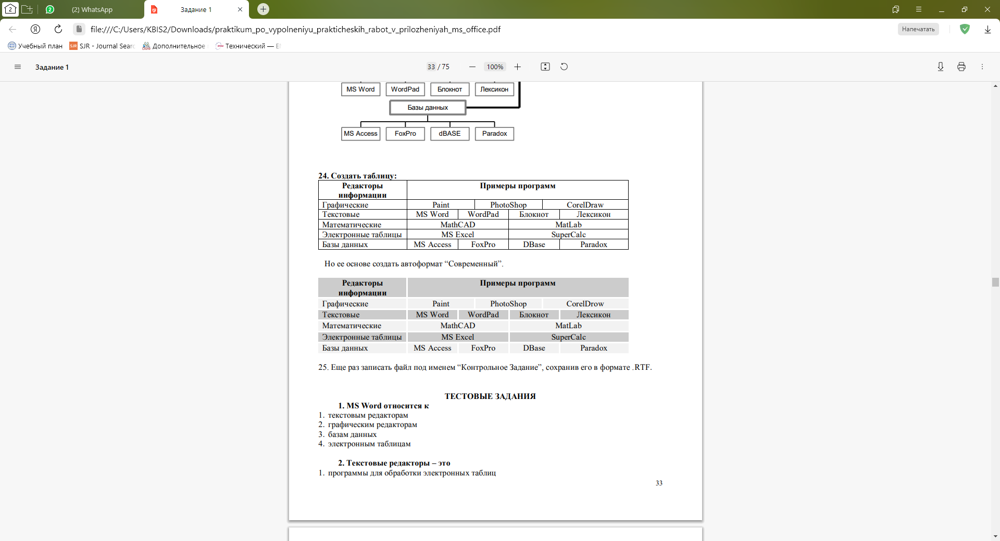 2
2
(2) WhatsApp
Задание 1
Я
file:///C:/Users/KBIS2/Downloads/praktikum_po_vypolneniyu_prakticheskih_rabot_v_prilozheniyah_ms_office.pdf
Напечатать
Учебный план
SJR
SJR - Journal Searc
Дополнительное
Технический — El
Задание 1
33 / 75
100%
MS Word WordPad Блокнот Лексикон
Базы данных
MS Access FoxPro dBASE Paradox
24. Создать таблицу:
Редакторы информации Примеры программ
Графические Paint PhotoShop CorelDraw
Текстовые MS Word WordPad Блокнот Лексикон
Математические MathCAD MatLab
Электронные таблицы MS Excel SuperCalc
Базы данных MS Access FoxPro DBase Paradox
Но ее основе создать автоформат “Современный”.
Редакторы информации Примеры программ
Графические Paint PhotoShop CorelDrow
Текстовые MS Word WordPad Блокнот Лексикон
Математические MathCAD MatLab
Электронные таблицы MS Excel SuperCalc
Базы данных MS Access FoxPro DBase Paradox
25. Еще раз записать файл под именем “Контрольное Задание”, сохранив его в формате .RTF.
ТЕСТОВЫЕ ЗАДАНИЯ
1. MS Word относится к
1. текстовым редакторам
2. графическим редакторам
3. базам данных
4. электронным таблицам
2. Текстовые редакторы – это
1. программы для обработки электронных таблиц
33